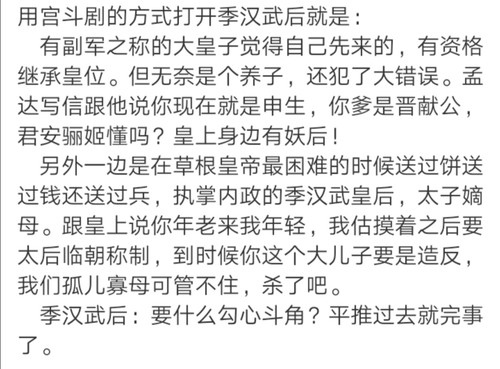 用宫斗剧的方式打开季汉武后就是：
有副军之称的大皇子觉得自己先来的，有资格
继承皇位。但无奈是个养子，还犯了大错误。孟
达写信跟他说你现在就是申生，你爹是晋献公，
君安骊姬懂吗？皇上身边有妖后！
另外一边是在草根皇帝最困难的时候送过饼送
过钱还送过兵，执掌内政的季汉武皇后，太子嫡
母。跟皇上说你年老来我年轻，我估摸着之后要
太后临朝称制，到时候你这个大儿子要是造反，
我们孤儿寡母可管不住，杀了吧。
季汉武后：要什么勾心斗角？平推过去就完事
了。